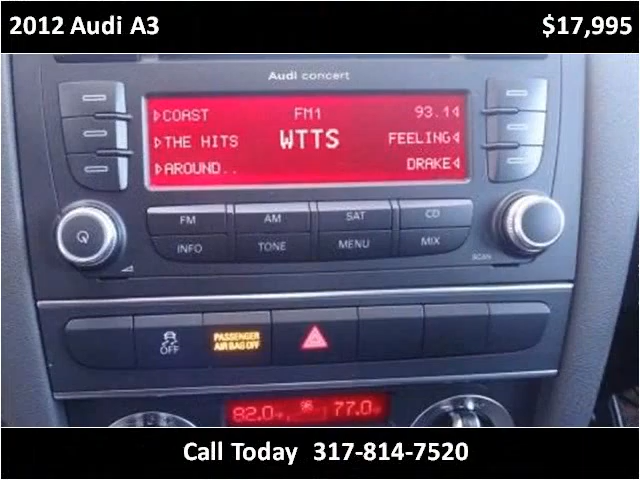 2012 Audi A3 $17,995
Audi concert
COAST FM1 93.1
THE HITS WTTS FEELING
AROUND.. DRAKE
FM AM SAT CD
INFO TONE MENU MIX
SCAN
OFF
PASSENGER
AIR BAG OFF
82.0 77.0
Call Today 317-814-7520